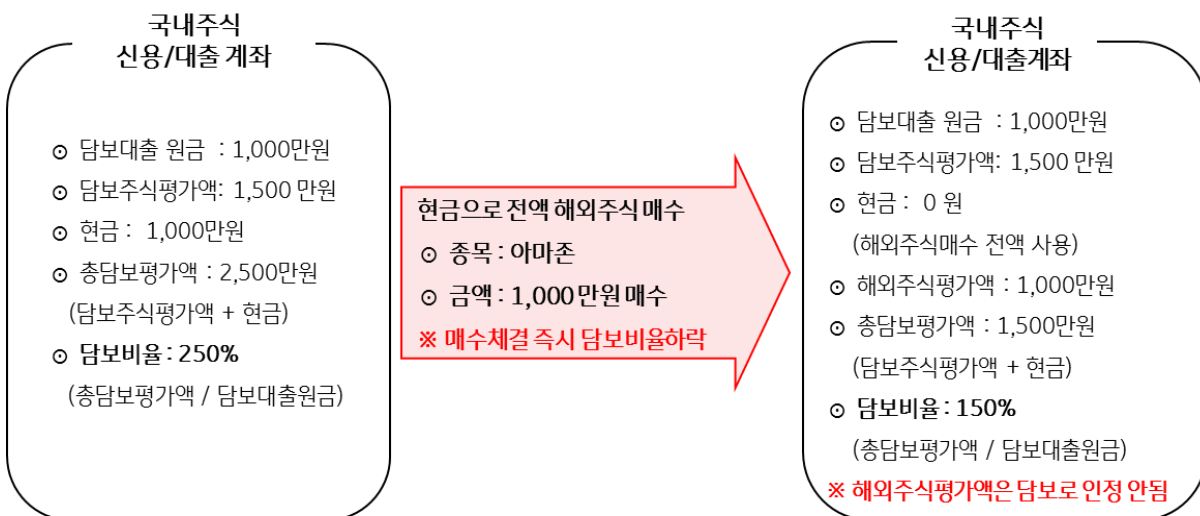 국내주식
신용/대출 계좌
⊙ 담보대출 원금 : 1,000만원
⊙ 담보주식평가액: 1,500 만원
⊙ 현금 : 1,000만원
⊙ 총담보평가액 : 2,500만원
(담보주식평가액 + 현금)
⊙ 담보비율 : 250%
(총담보평가액 / 담보대출원금)
현금으로 전액 해외주식 매수
⊙ 종목 : 아마존
⊙ 금액 : 1,000 만원 매수
※ 매수체결 즉시 담보비율하락
국내주식
신용/대출계좌
⊙ 담보대출 원금 : 1,000만원
⊙ 담보주식평가액: 1,500 만원
⊙ 현금 : 0 원
(해외주식매수 전액 사용)
⊙ 해외주식평가액 : 1,000만원
⊙ 총담보평가액 : 1,500만원
(담보주식평가액 + 현금)
⊙ 담보비율 : 150%
(총담보평가액 / 담보대출원금)
※ 해외주식평가액은 담보로 인정 안됨